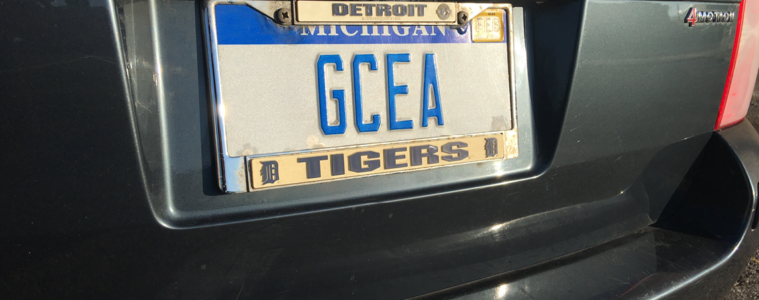 DETROIT
MICHIGAN
GCEA
TIGERS
4MOTION